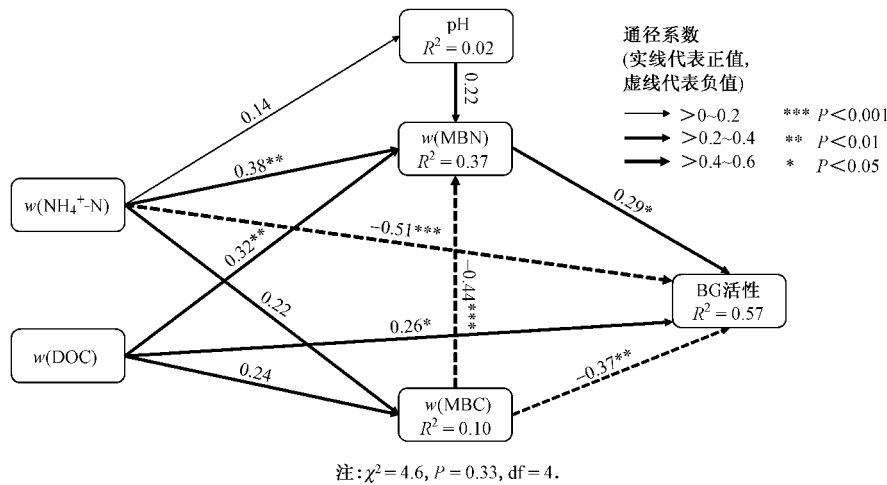 pH
R² = 0.02
通径系数
(实线代表正值,
虚线代表负值)
>0~0.2 *** P<0.001
>0.2~0.4 ** P<0.01
>0.4~0.6 * P<0.05
0.14
0.22
w(MBN)
R² = 0.37
0.38**
w(NH₄⁺-N)
0.29*
−0.51***
0.32**
BG活性
R² = 0.57
0.22
−0.44***
0.26*
w(DOC)
0.24
−0.37**
w(MBC)
R² = 0.10
注:χ² = 4.6, P = 0.33, df = 4.